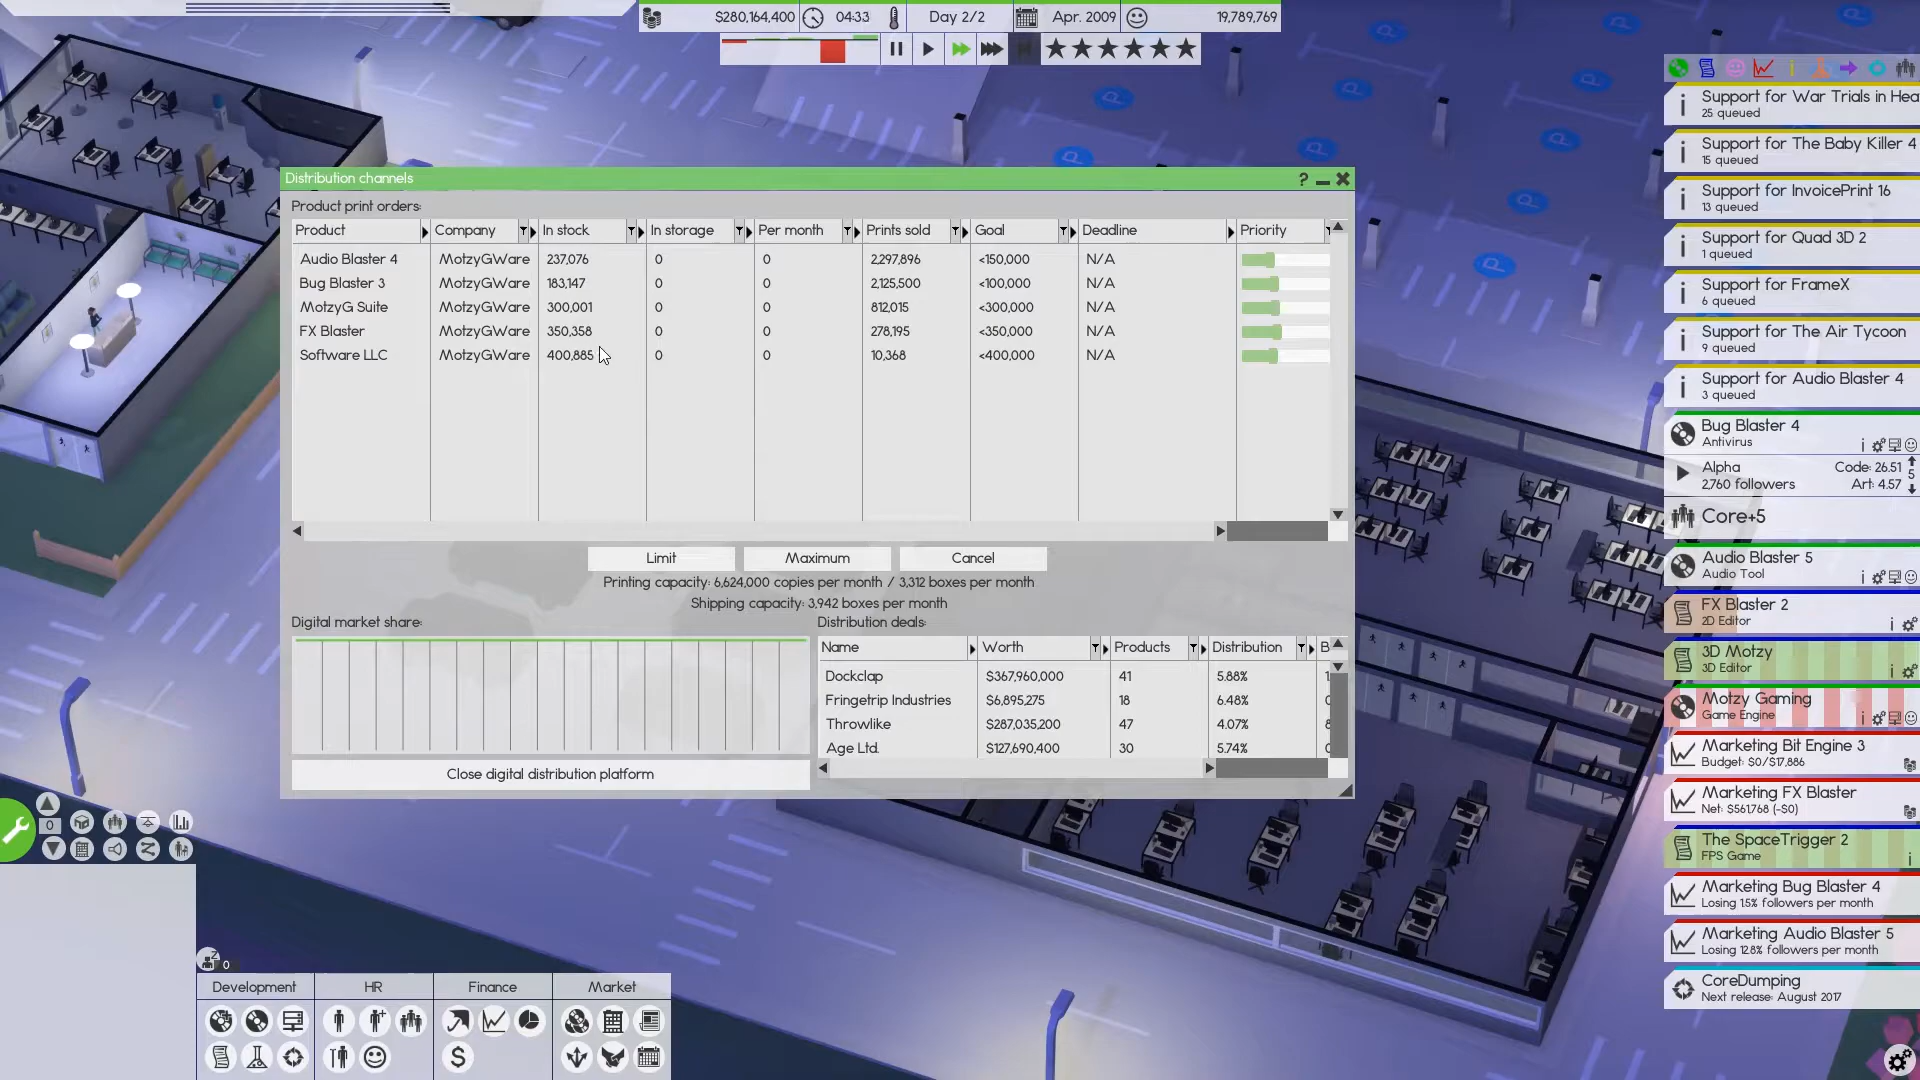 $280,164,400
04:33
Day 2/2
Apr. 2009
19,789,769
Distribution channels
?
Product print orders:
Product Company In stock In storage Per month Prints sold Goal Deadline Priority
Audio Blaster 4 MotzyGWare 237,076 0 0 2,297,896 <150,000 N/A
Bug Blaster 3 MotzyGWare 183,147 0 0 2,125,500 <100,000 N/A
MotzyG Suite MotzyGWare 300,001 0 0 812,015 <300,000 N/A
FX Blaster MotzyGWare 350,358 0 0 278,195 <350,000 N/A
Software LLC MotzyGWare 400,885 0 0 10,368 <400,000 N/A
Limit
Maximum
Cancel
Printing capacity: 6,624,000 copies per month / 3,312 boxes per month
Shipping capacity: 3,942 boxes per month
Digital market share:
Close digital distribution platform
Distribution deals:
Name Worth Products Distribution B
Dockclap $367,960,000 41 5.88% 1
Fringetrip Industries $6,895,275 18 6.48%
Throwlike $287,035,200 47 4.07%
Age Ltd. $127,690,400 30 5.74%
Support for War Trials in Hea
25 queued
Support for The Baby Killer 4
15 queued
Support for InvoicePrint 16
13 queued
Support for Quad 3D 2
1 queued
Support for FrameX
6 queued
Support for The Air Tycoon
9 queued
Support for Audio Blaster 4
3 queued
Bug Blaster 4
Antivirus
Alpha Code: 26.51
5
2,760 followers Art: 4.57
Core+5
Audio Blaster 5
Audio Tool
FX Blaster 2
2D Editor
3D Motzy
3D Editor
Motzy Gaming
Game Engine
Marketing Bit Engine 3
Budget: $0/$17,886
Marketing FX Blaster
Net: $561,768 (-$0)
The SpaceTrigger 2
FPS Game
Marketing Bug Blaster 4
Losing 1.5% followers per month
Marketing Audio Blaster 5
Losing 12.8% followers per month
CoreDumping
Next release: August 2017
0
0
Development
HR
Finance
Market